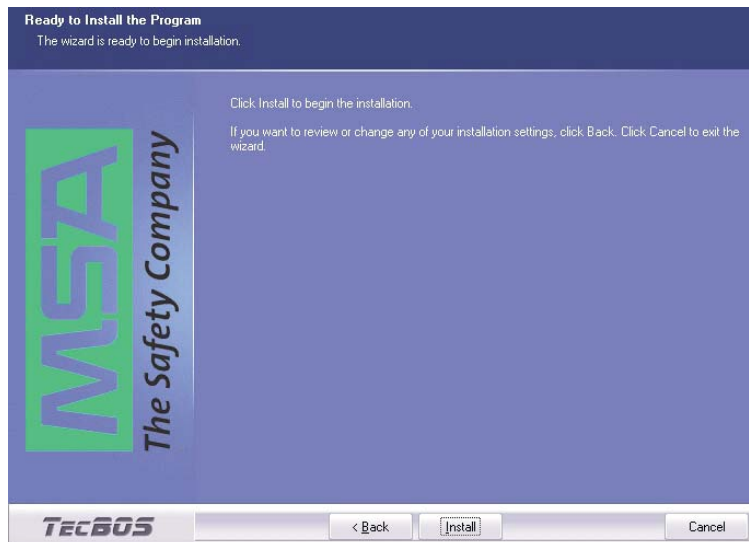 Ready to Install the Program
The wizard is ready to begin installation.
Click Install to begin the installation.
If you want to review or change any of your installation settings, click Back. Click Cancel to exit the
wizard.
MSA
The Safety Company
TECBOS
< Back
Install
Cancel